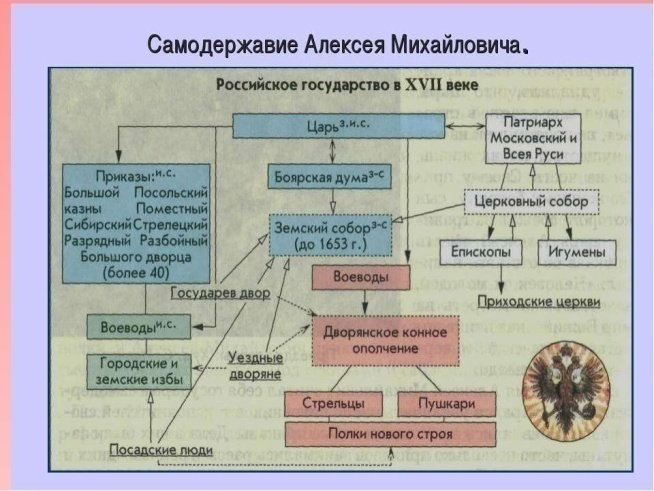 Самодержавие Алексея Михайловича.
Российское государство в XVII веке
Царь з.и.с.
Патриарх
Московский и
Всея Руси
Приказы: и.с.
Большой Посольский
казны Поместный
Сибирский Стрелецкий
Разрядный Разбойный
Большого дворца
(более 40)
Боярская дума з-с
Церковный собор
Земский собор з-с
(до 1653 г.)
Епископы
Игумены
Воеводы
Государев двор
Приходские церкви
Воеводы и.с.
Дворянское конное
ополчение
Уездные
дворяне
Городские и
земские избы
Стрельцы
Пушкари
Полки нового строя
Посадские люди